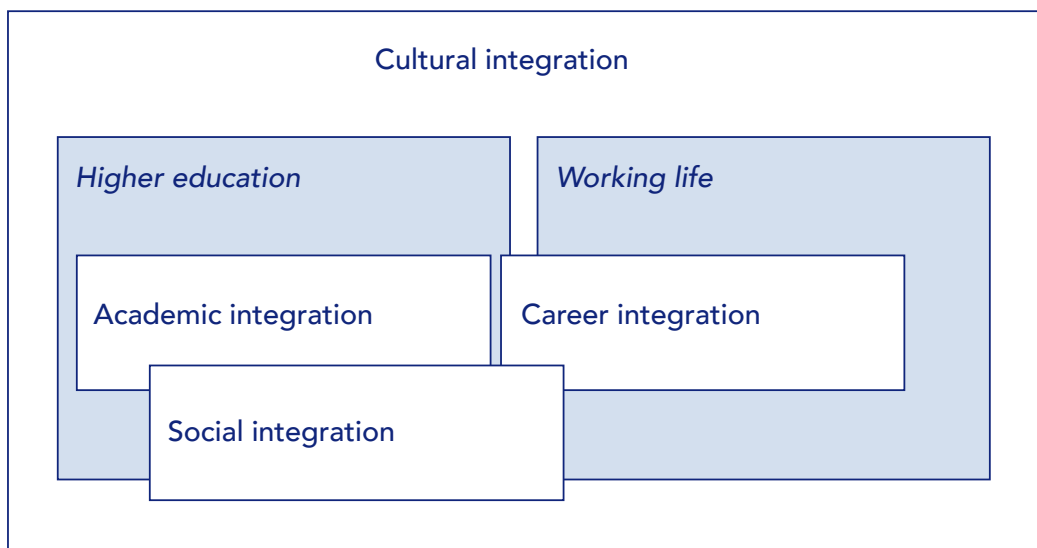 Cultural integration
Higher education
Working life
Academic integration
Career integration
Social integration